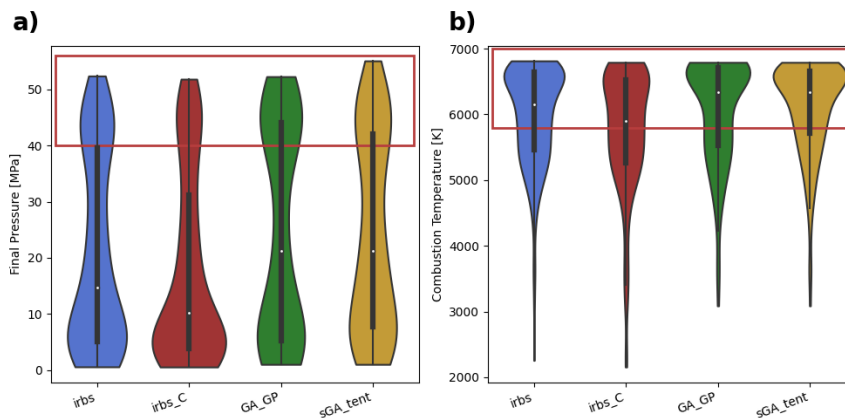 a)
Final Pressure [MPa]
50
40
30
20
10
0
irbs
irbs_C
GA_GP
sGA_tent
b)
Combustion Temperature [K]
7000
6000
5000
4000
3000
2000
irbs
irbs_C
GA_GP
sGA_tent